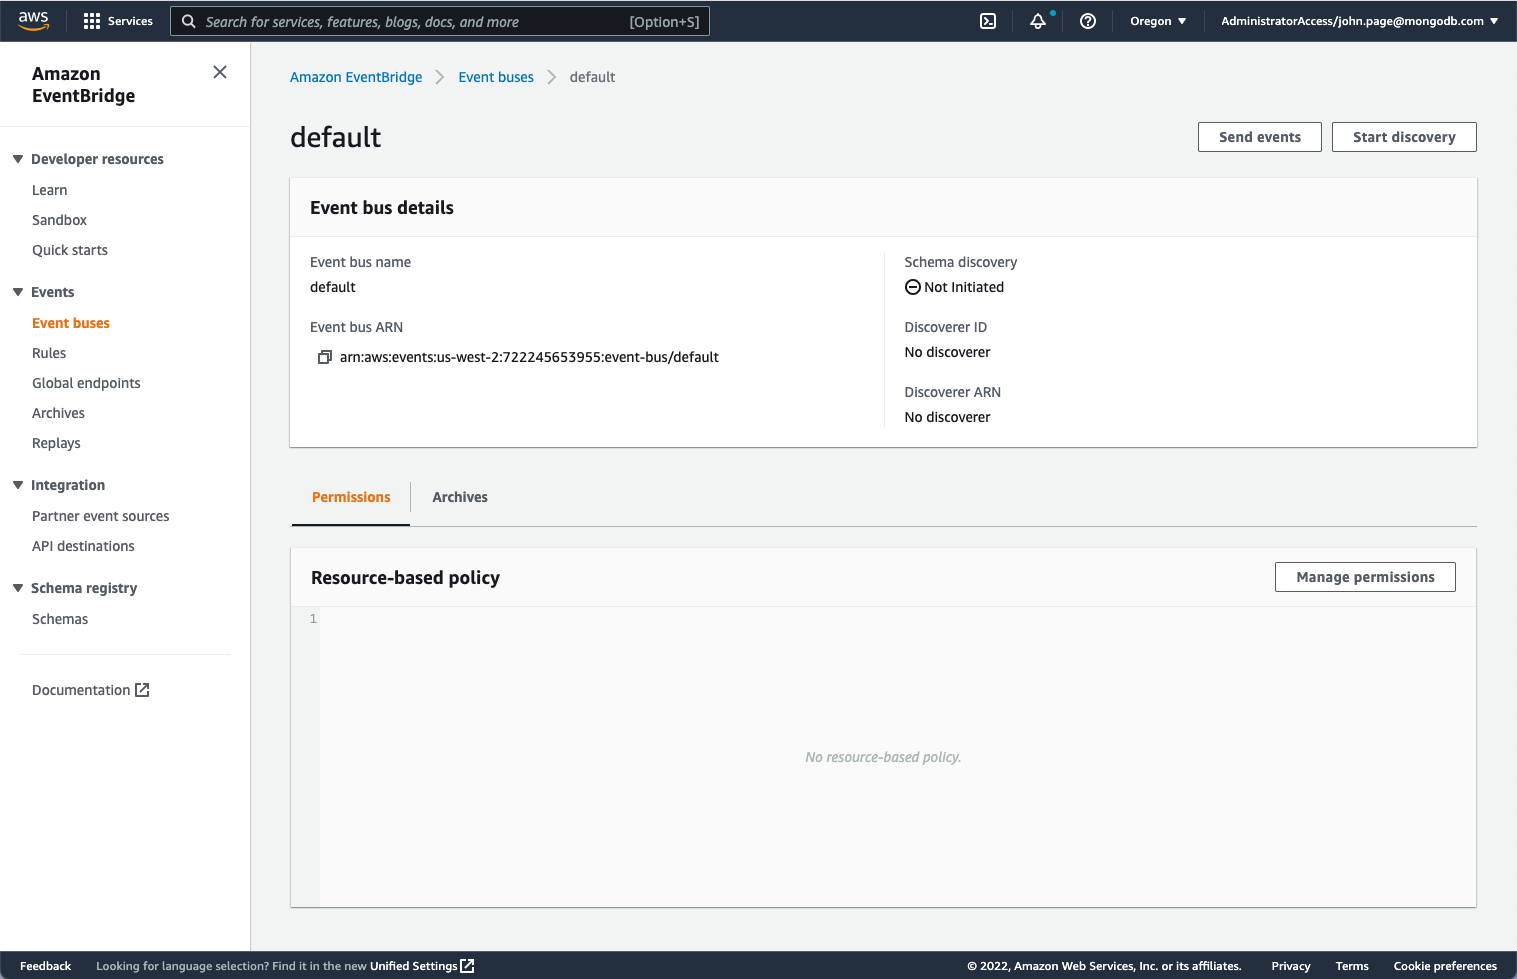 aws
Services
Search for services, features, blogs, docs, and more
[Option+S]
Oregon
AdministratorAccess/john.page@mongodb.com
Amazon
EventBridge
Developer resources
Learn
Sandbox
Quick starts
Events
Event buses
Rules
Global endpoints
Archives
Replays
Integration
Partner event sources
API destinations
Schema registry
Schemas
Documentation
Amazon EventBridge
Event buses
default
default
Send events
Start discovery
Event bus details
Event bus name
default
Event bus ARN
arn:aws:events:us-west-2:722245653955:event-bus/default
Schema discovery
Not Initiated
Discoverer ID
No discoverer
Discoverer ARN
No discoverer
Permissions
Archives
Resource-based policy
Manage permissions
1
No resource-based policy.
Feedback
Looking for language selection? Find it in the new Unified Settings
© 2022, Amazon Web Services, Inc. or its affiliates.
Privacy
Terms
Cookie preferences